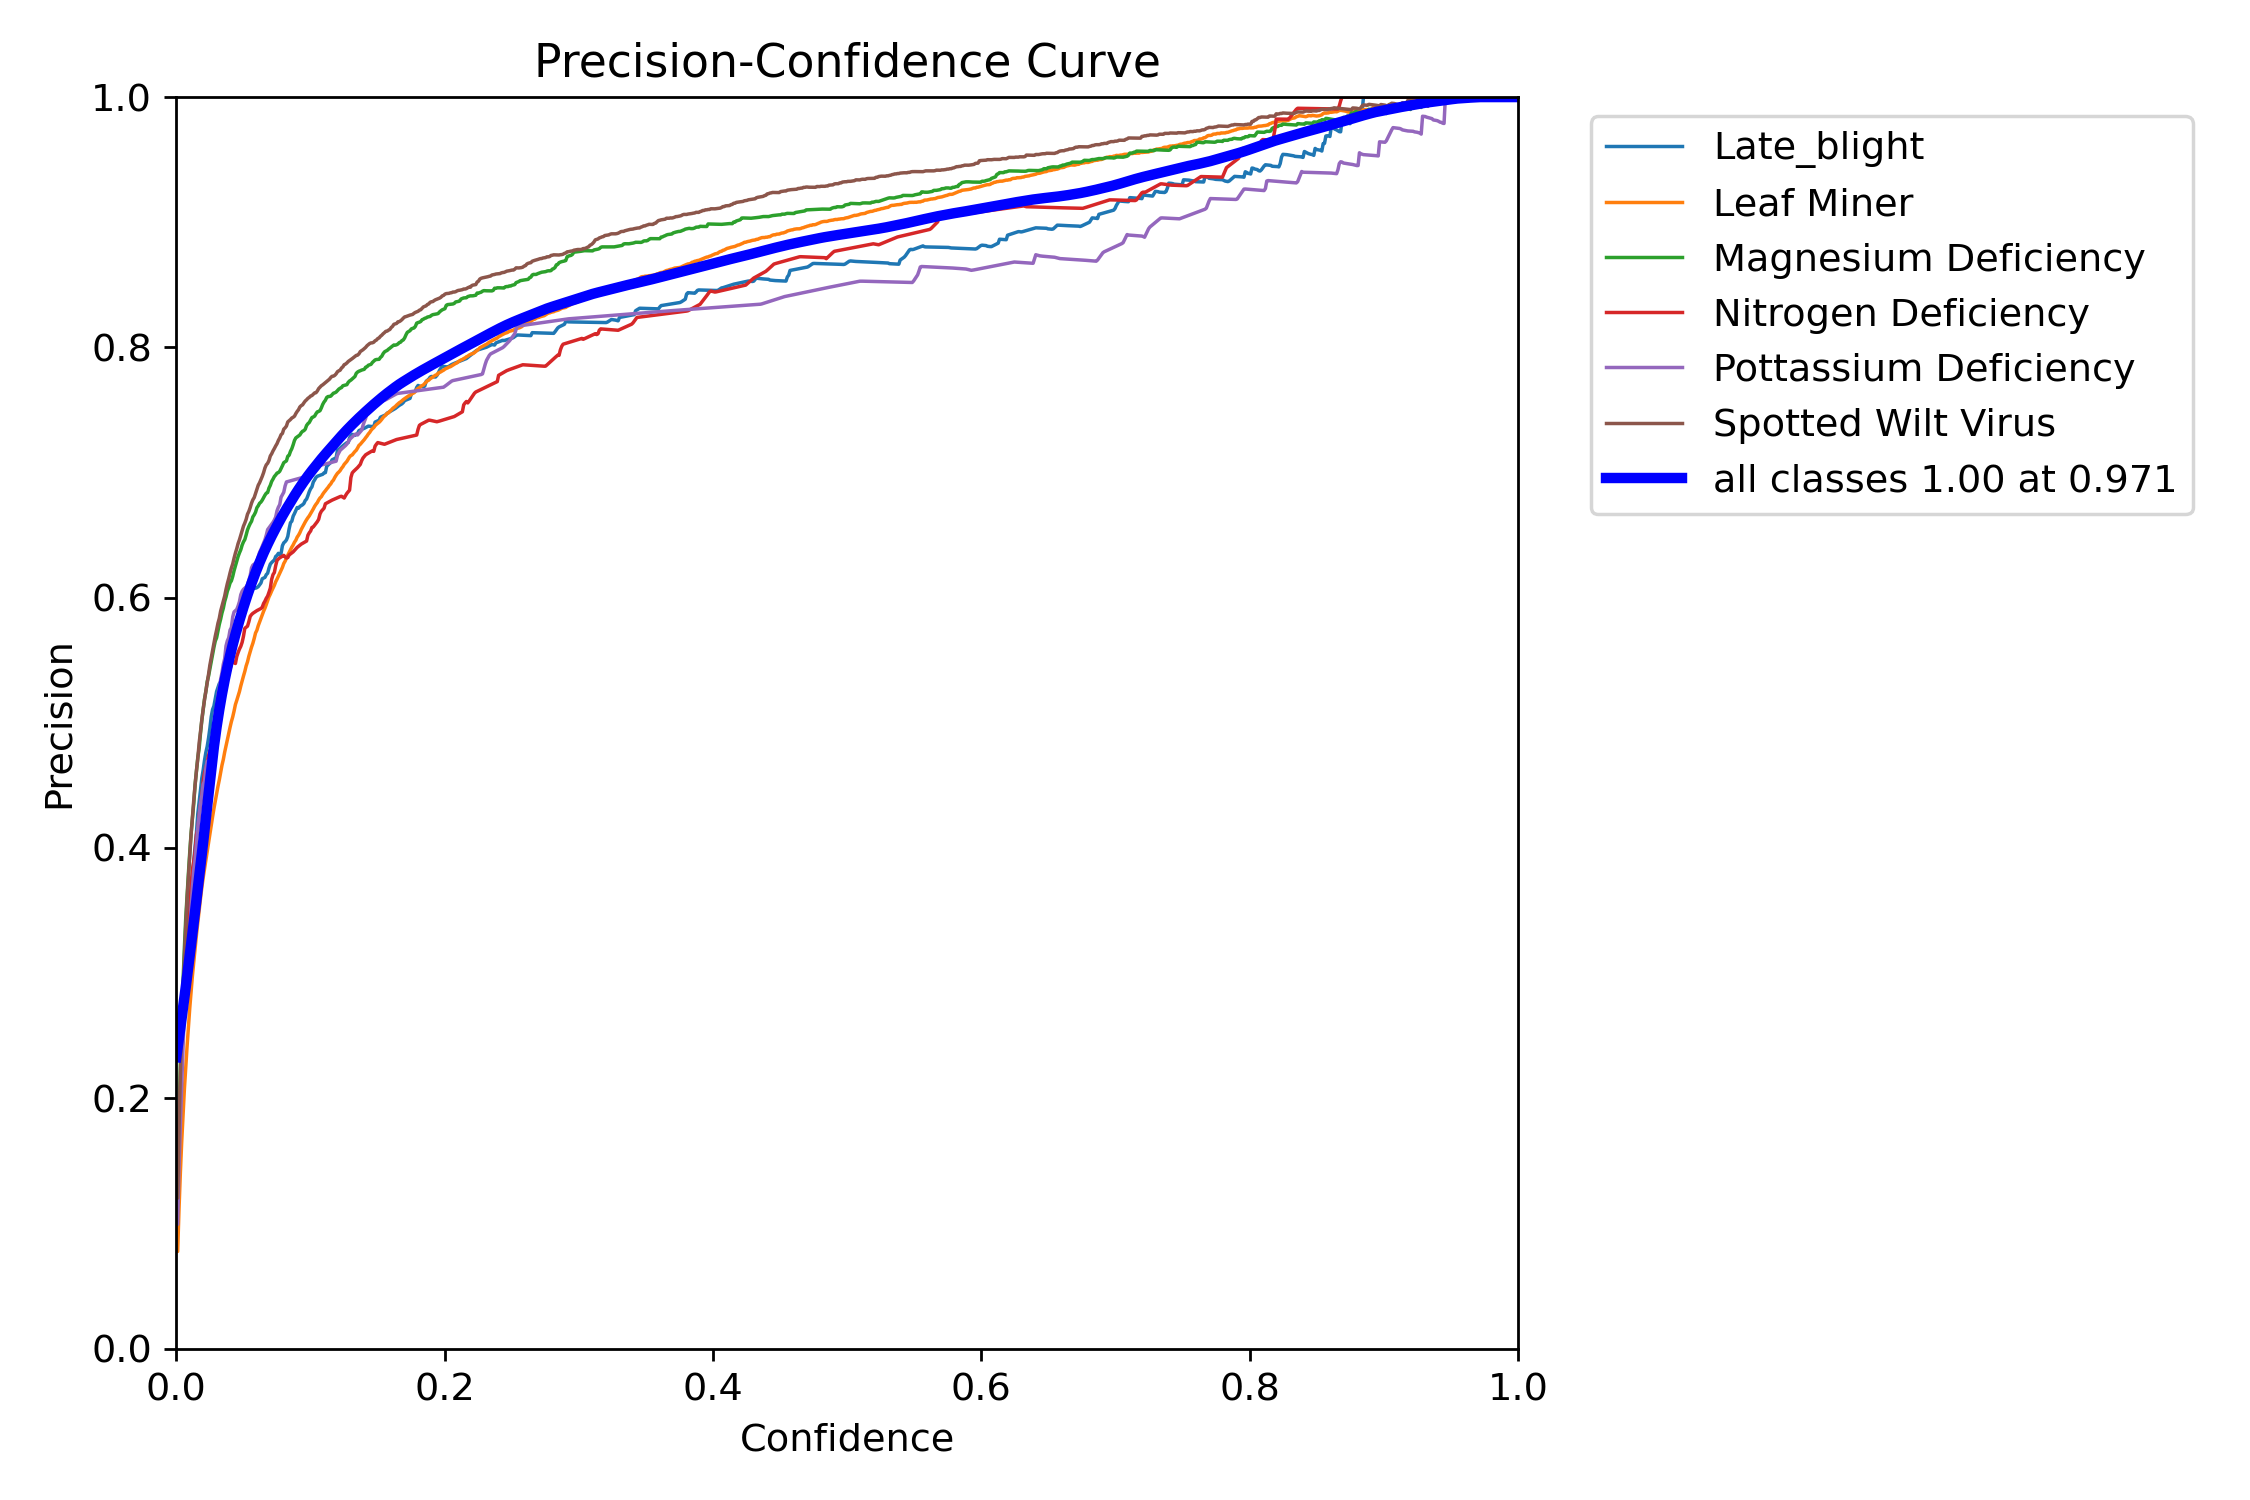 Precision-Confidence Curve
1.0
0.8
0.6
0.4
0.2
0.0
Precision
0.0 0.2 0.4 0.6 0.8 1.0
Confidence
Late_blight
Leaf Miner
Magnesium Deficiency
Nitrogen Deficiency
Pottassium Deficiency
Spotted Wilt Virus
all classes 1.00 at 0.971